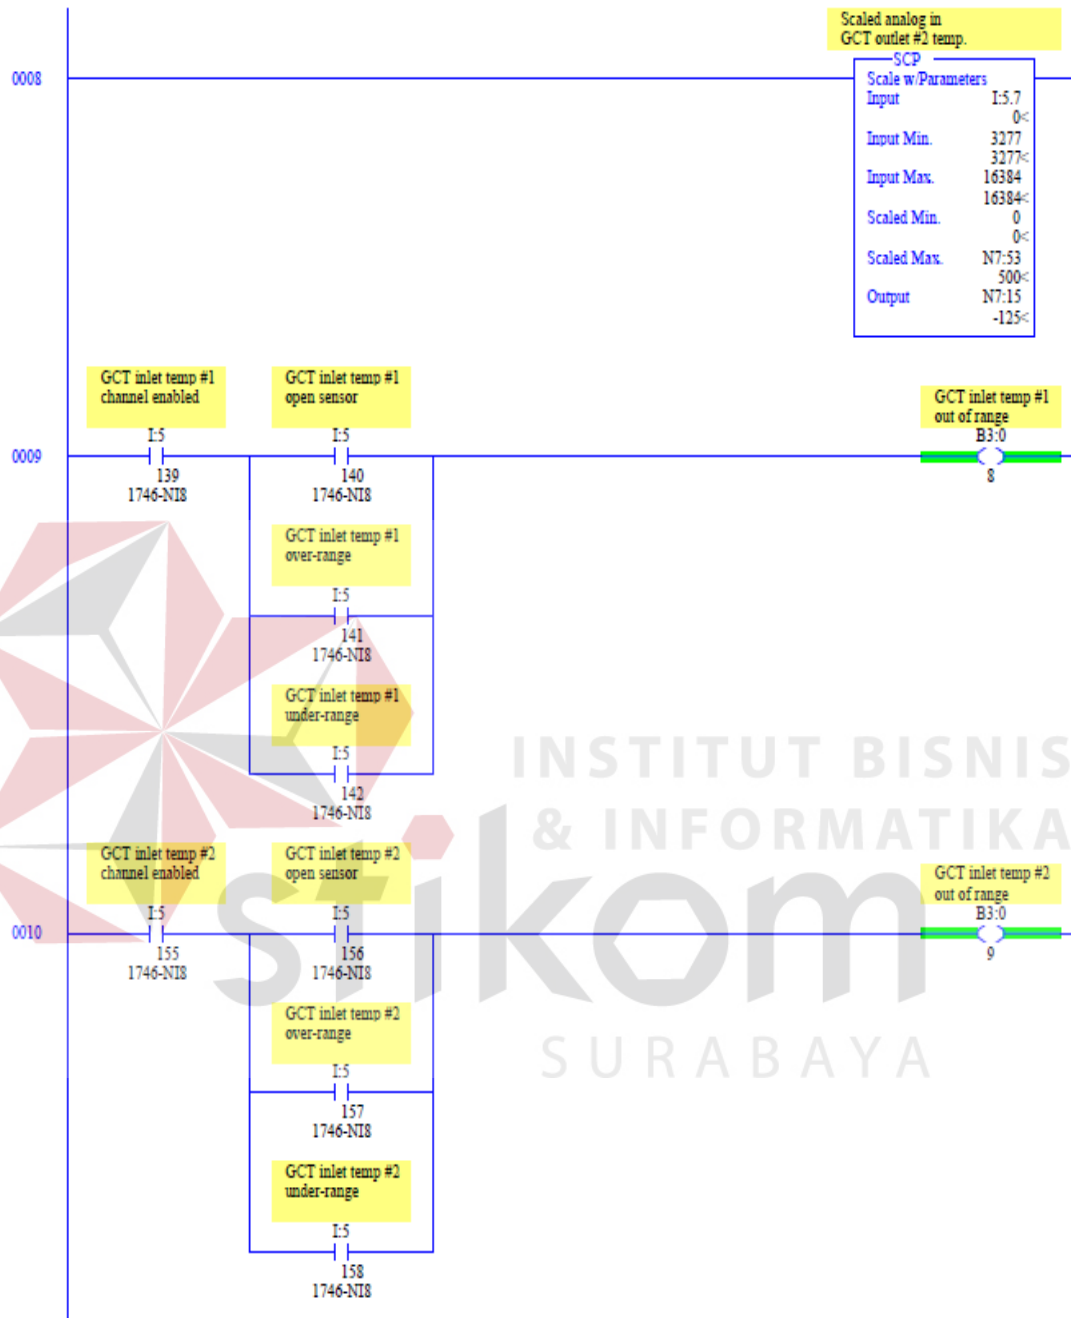 Scaled analog in
GCT outlet #2 temp.
0008
SCP
Scale w/Parameters
Input I:5.7
0<
Input Min. 3277
3277<
Input Max. 16384
16384<
Scaled Min. 0
0<
Scaled Max. N7:53
500<
Output N7:15
-125<
GCT inlet temp #1
channel enabled
GCT inlet temp #1
open sensor
GCT inlet temp #1
out of range
0009
I:5
139
1746-NI8
I:5
140
1746-NI8
B3:0
8
GCT inlet temp #1
over-range
I:5
141
1746-NI8
GCT inlet temp #1
under-range
I:5
142
1746-NI8
INSTITUT BISNIS
& INFORMATIKA
stikom
SURABAYA
GCT inlet temp #2
channel enabled
GCT inlet temp #2
open sensor
GCT inlet temp #2
out of range
0010
I:5
155
1746-NI8
I:5
156
1746-NI8
B3:0
9
GCT inlet temp #2
over-range
I:5
157
1746-NI8
GCT inlet temp #2
under-range
I:5
158
1746-NI8